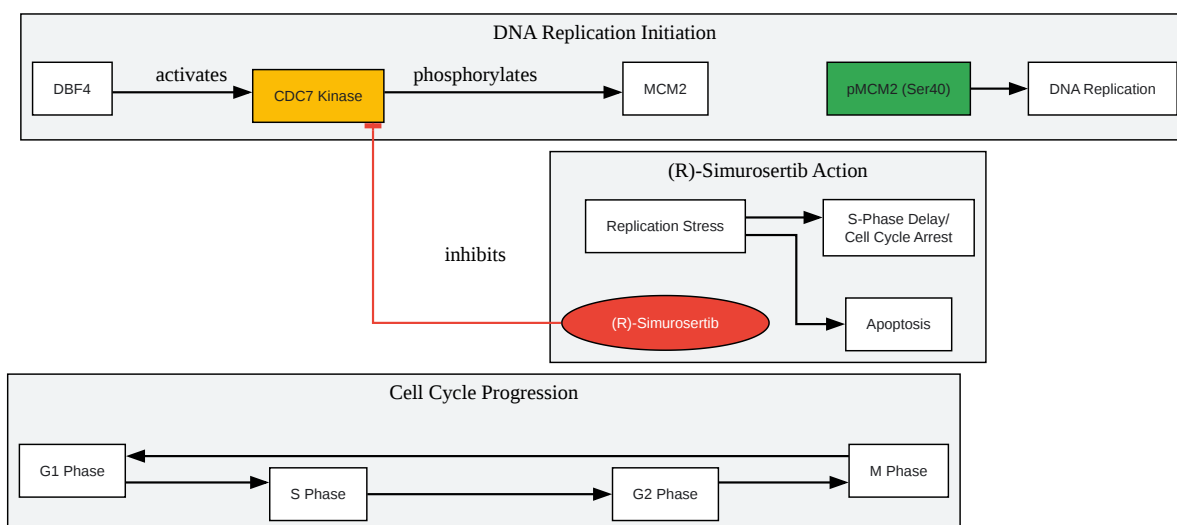 DNA Replication Initiation
DBF4
activates
CDC7 Kinase
phosphorylates
MCM2
pMCM2 (Ser40)
DNA Replication
(R)-Simurosertib Action
Replication Stress
S-Phase Delay/
Cell Cycle Arrest
inhibits
(R)-Simurosertib
Apoptosis
Cell Cycle Progression
G1 Phase
S Phase
G2 Phase
M Phase